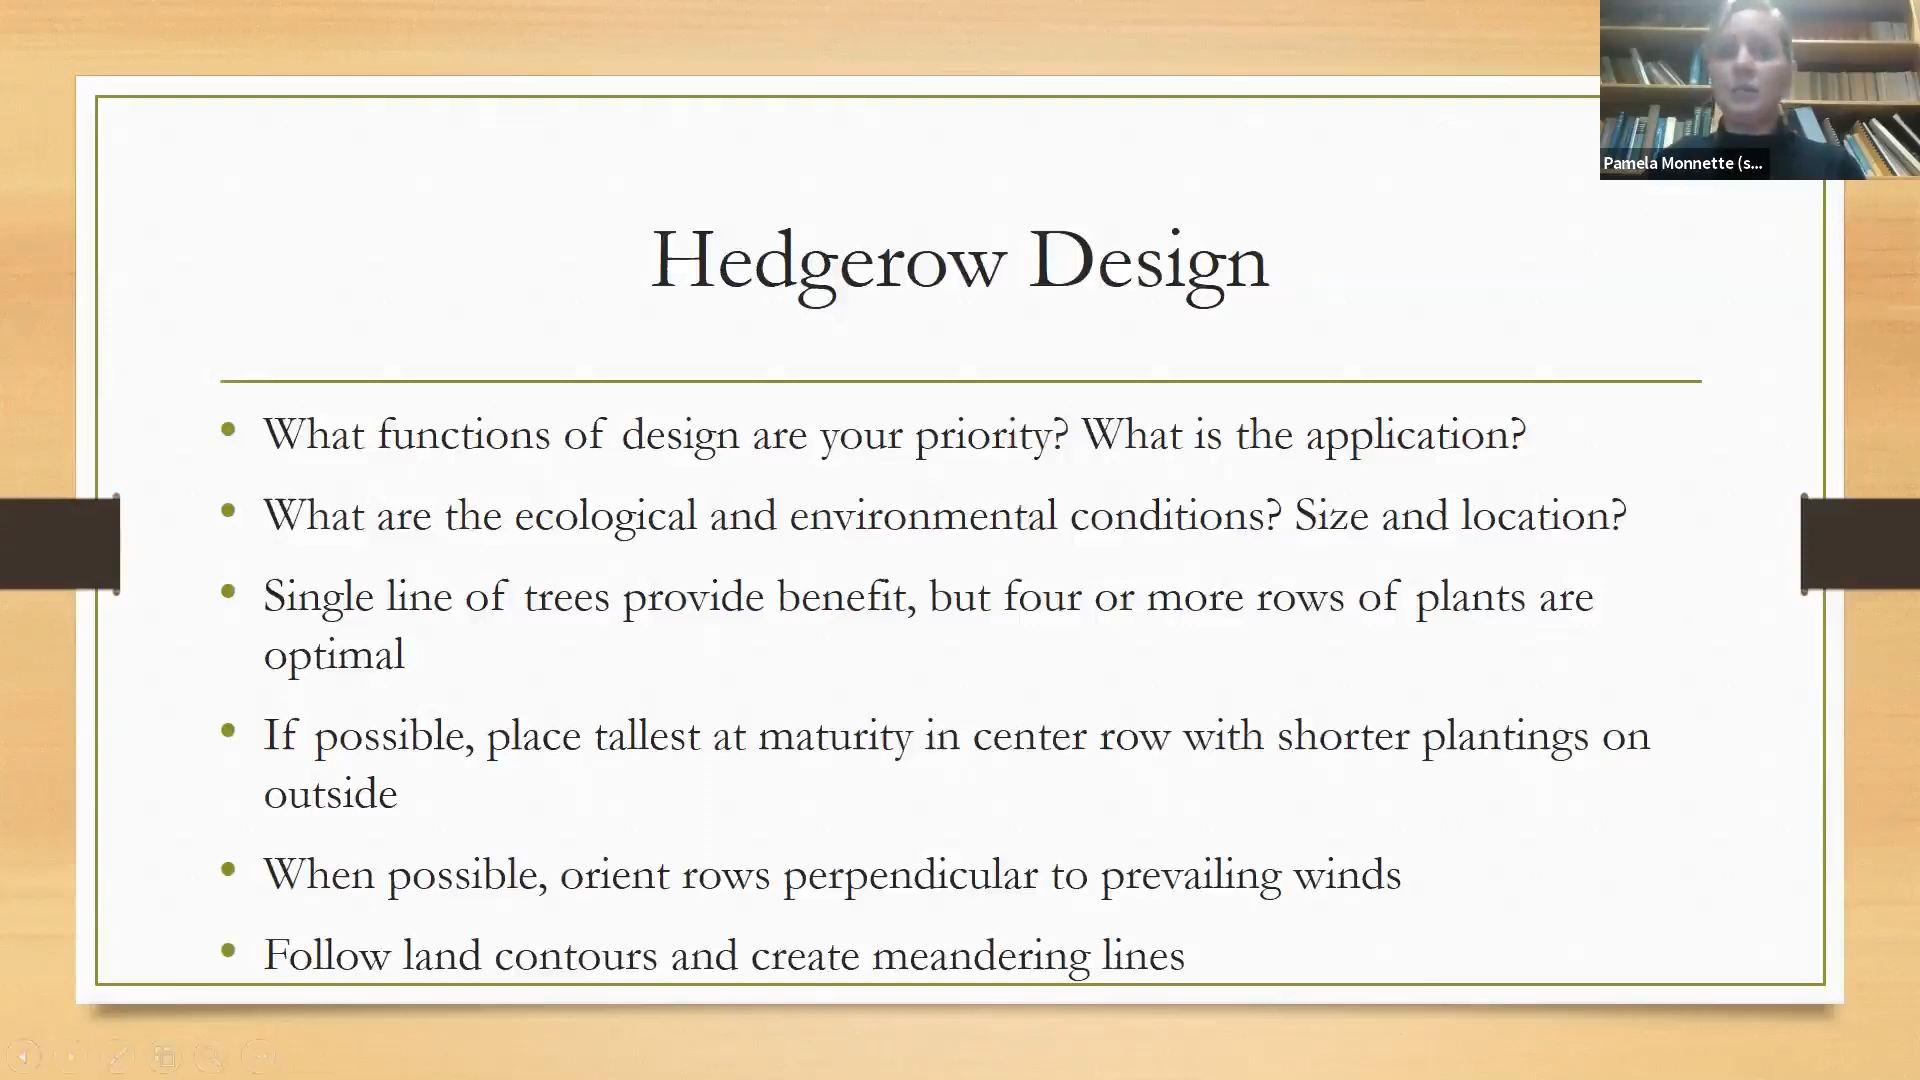 Pamela Monnette (s...
Hedgerow Design
• What functions of design are your priority? What is the application?
• What are the ecological and environmental conditions? Size and location?
• Single line of trees provide benefit, but four or more rows of plants are
optimal
• If possible, place tallest at maturity in center row with shorter plantings on
outside
• When possible, orient rows perpendicular to prevailing winds
• Follow land contours and create meandering lines